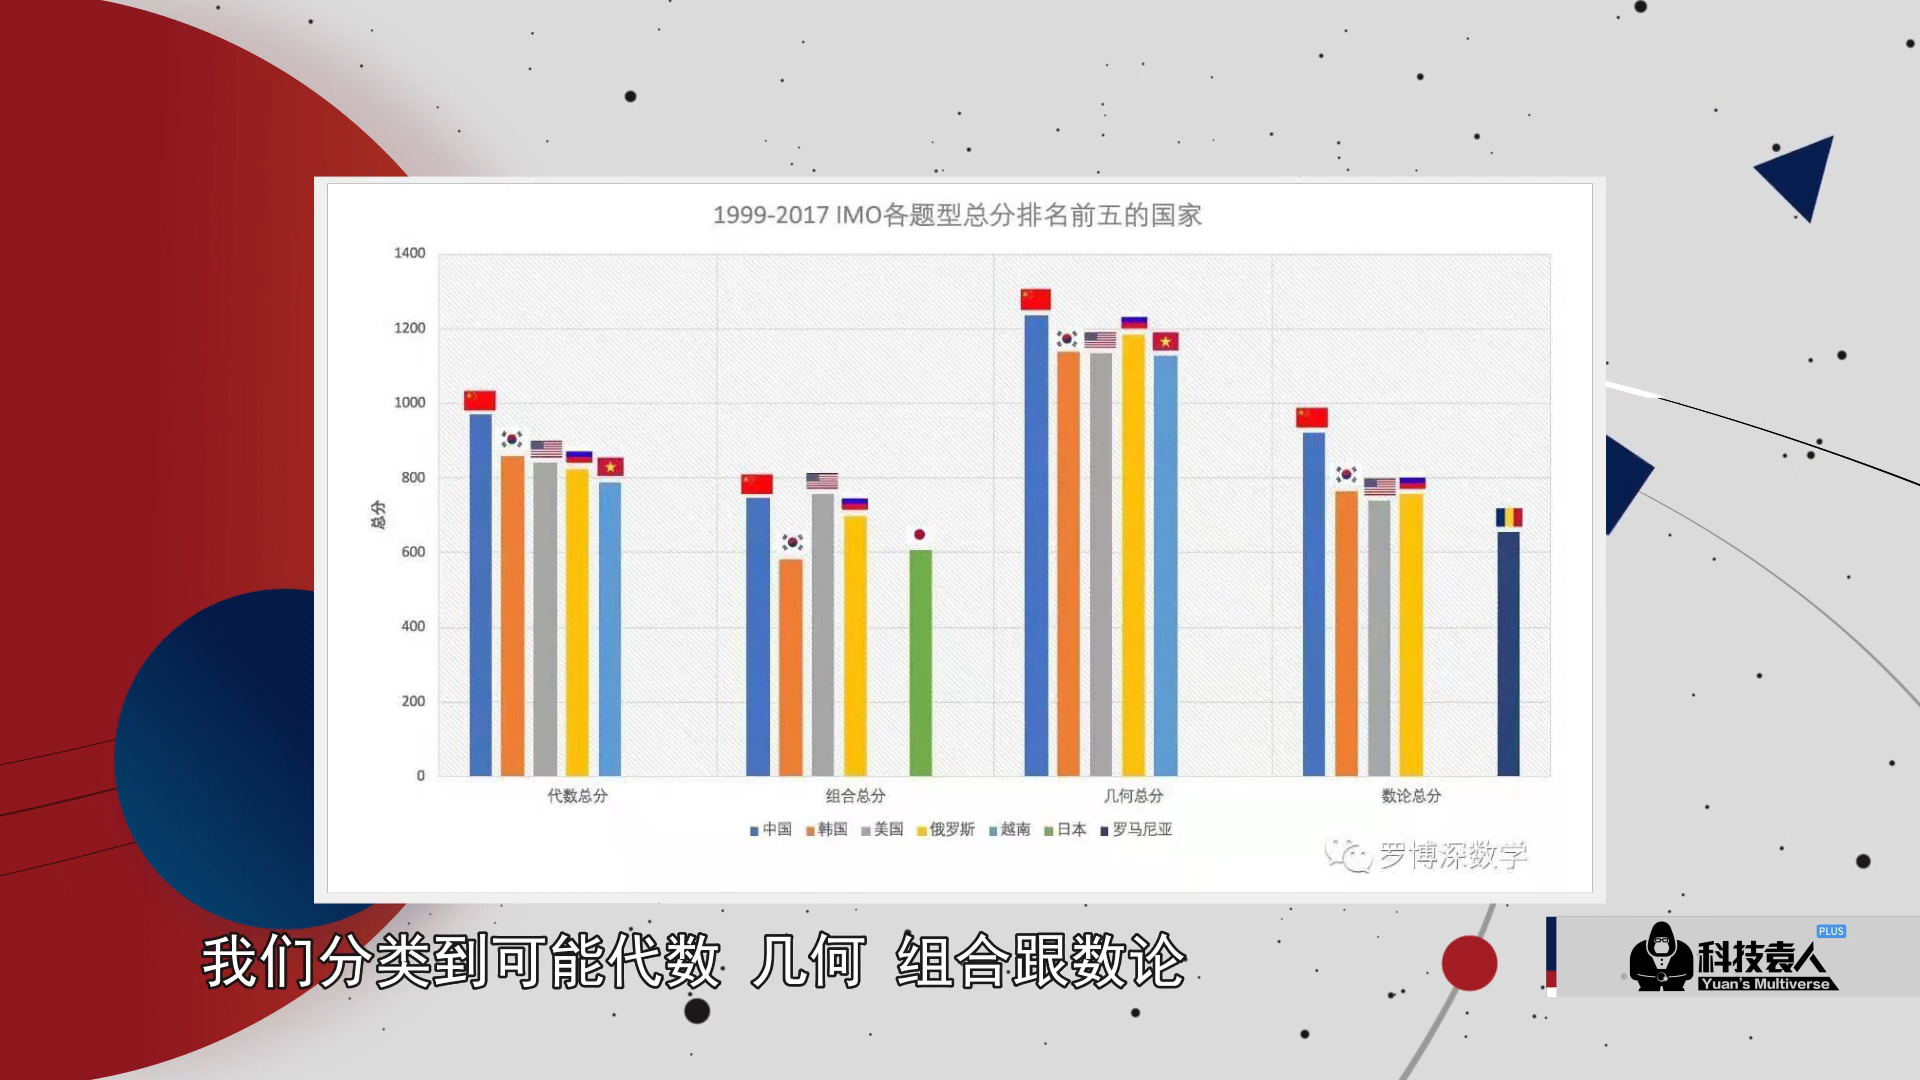 1999-2017 IMO各题型总分排名前五的国家
1400
1200
1000
800
600
400
200
0
总分
代数总分 组合总分 几何总分 数论总分
中国 韩国 美国 俄罗斯 越南 日本 罗马尼亚
罗博深数学
我们分类到可能代数 几何 组合跟数论
科技袁人 PLUS
Yuan's Multiverse